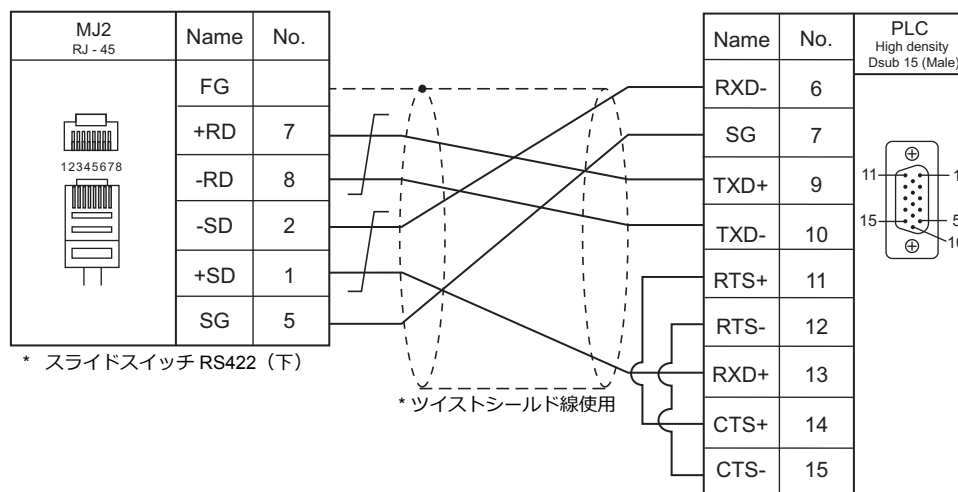 MJ2
RJ - 45
Name
No.
FG
+RD
7
-RD
8
-SD
2
+SD
1
SG
5
12345678
* スライドスイッチ RS422（下）
* ツイストシールド線使用
Name
No.
PLC
High density
Dsub 15 (Male)
RXD-
6
SG
7
TXD+
9
TXD-
10
RTS+
11
RTS-
12
RXD+
13
CTS+
14
CTS-
15
11
1
15
5
10